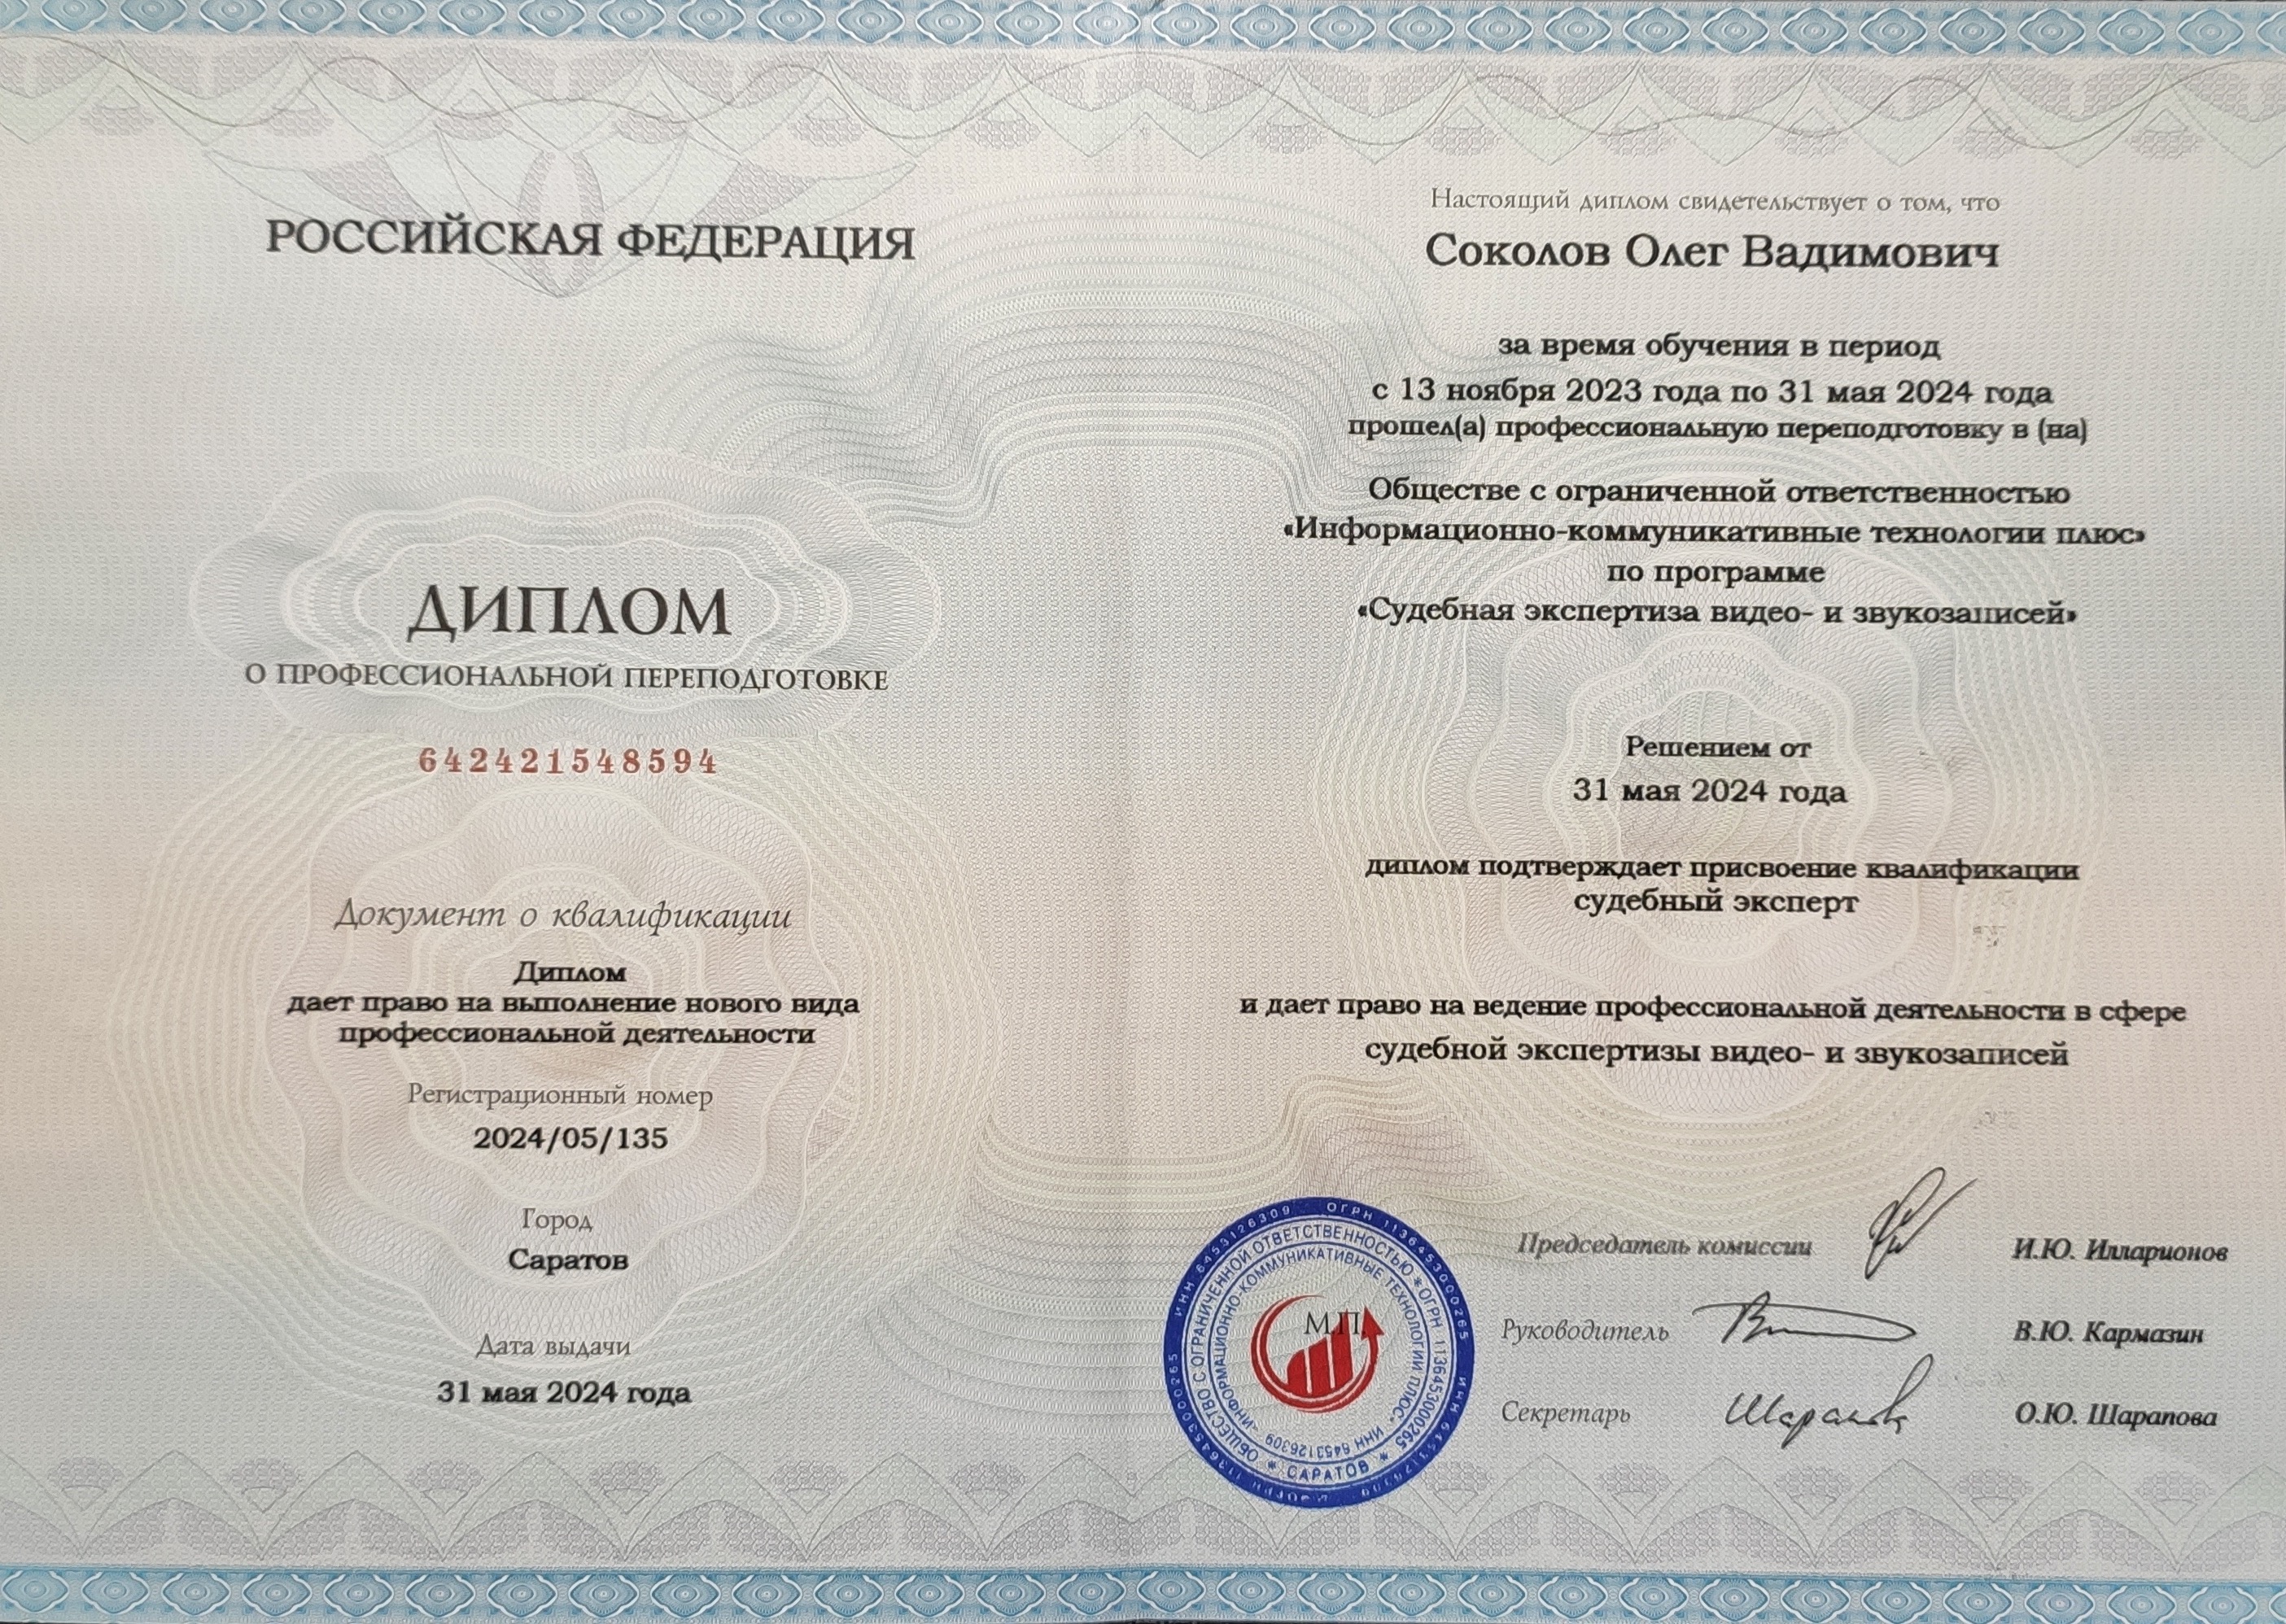 РОССИЙСКАЯ ФЕДЕРАЦИЯ
ДИПЛОМ
О ПРОФЕССИОНАЛЬНОЙ ПЕРЕПОДГОТОВКЕ
642421548594
Документ о квалификации
Диплом
дает право на выполнение нового вида
профессиональной деятельности
Регистрационный номер
2024/05/135
Город
Саратов
Дата выдачи
31 мая 2024 года
Настоящий диплом свидетельствует о том, что
Соколов Олег Вадимович
за время обучения в период
с 13 ноября 2023 года по 31 мая 2024 года
прошел(а) профессиональную переподготовку в (на)
Обществе с ограниченной ответственностью
«Информационно-коммуникативные технологии плюс»
по программе
«Судебная экспертиза видео- и звукозаписей»
Решением от
31 мая 2024 года
диплом подтверждает присвоение квалификации
судебный эксперт
и дает право на ведение профессиональной деятельности в сфере
судебной экспертизы видео- и звукозаписей
Председатель комиссии И.Ю. Илларионов
Руководитель В.Ю. Кармазин
Секретарь О.Ю. Шарапова
М.П.
ИНН 6453126309 ОГРН 1136453000265
ОБЩЕСТВО С ОГРАНИЧЕННОЙ ОТВЕТСТВЕННОСТЬЮ * ОГРН 1136453000265 * САРАТОВ *
«ИНФОРМАЦИОННО-КОММУНИКАТИВНЫЕ ТЕХНОЛОГИИ ПЛЮС» ИНН 6453126309